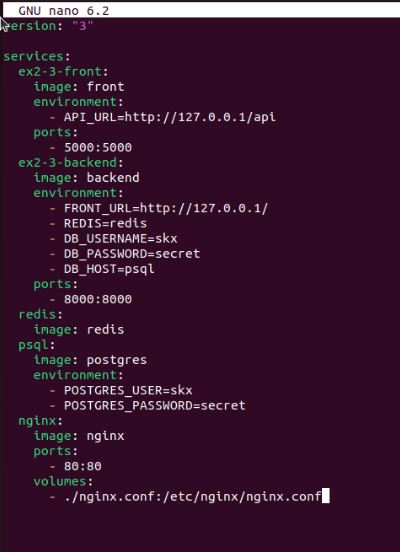 GNU nano 6.2
version: "3"
services:
  ex2-3-front:
    image: front
    environment:
      - API_URL=http://127.0.0.1/api
    ports:
      - 5000:5000
  ex2-3-backend:
    image: backend
    environment:
      - FRONT_URL=http://127.0.0.1/
      - REDIS=redis
      - DB_USERNAME=skx
      - DB_PASSWORD=secret
      - DB_HOST=psql
    ports:
      - 8000:8000
  redis:
    image: redis
  psql:
    image: postgres
    environment:
      - POSTGRES_USER=skx
      - POSTGRES_PASSWORD=secret
  nginx:
    image: nginx
    ports:
      - 80:80
    volumes:
      - ./nginx.conf:/etc/nginx/nginx.conf